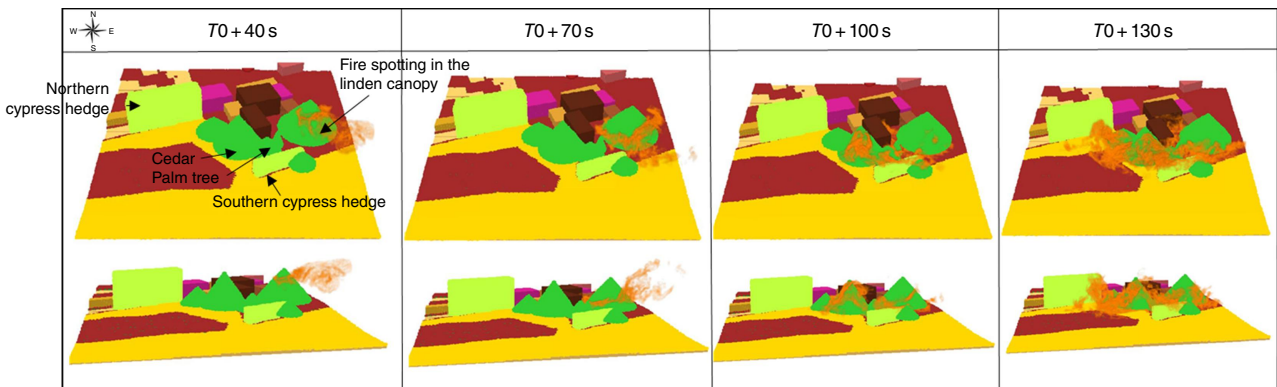 N
W E
S
T0 + 40 s
T0 + 70 s
T0 + 100 s
T0 + 130 s
Fire spotting in the
linden canopy
Northern
cypress hedge
Cedar
Palm tree
Southern cypress hedge